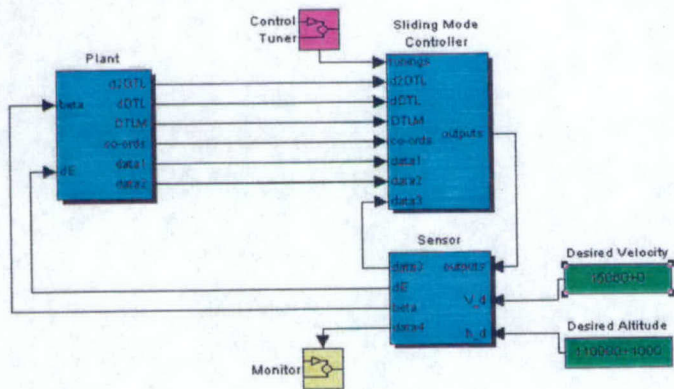 Control
Tuner
Sliding Mode
Controller
Plant
beta
dE
d2DTL
dDTL
DTLM
co-ords
data1
data2
tunings
d2DTL
dDTL
DTLM
co-ords
data1
data2
data3
outputs
Sensor
data3
dE
beta
data4
outputs
V_d
h_d
Desired Velocity
15060+0
Desired Altitude
Monitor